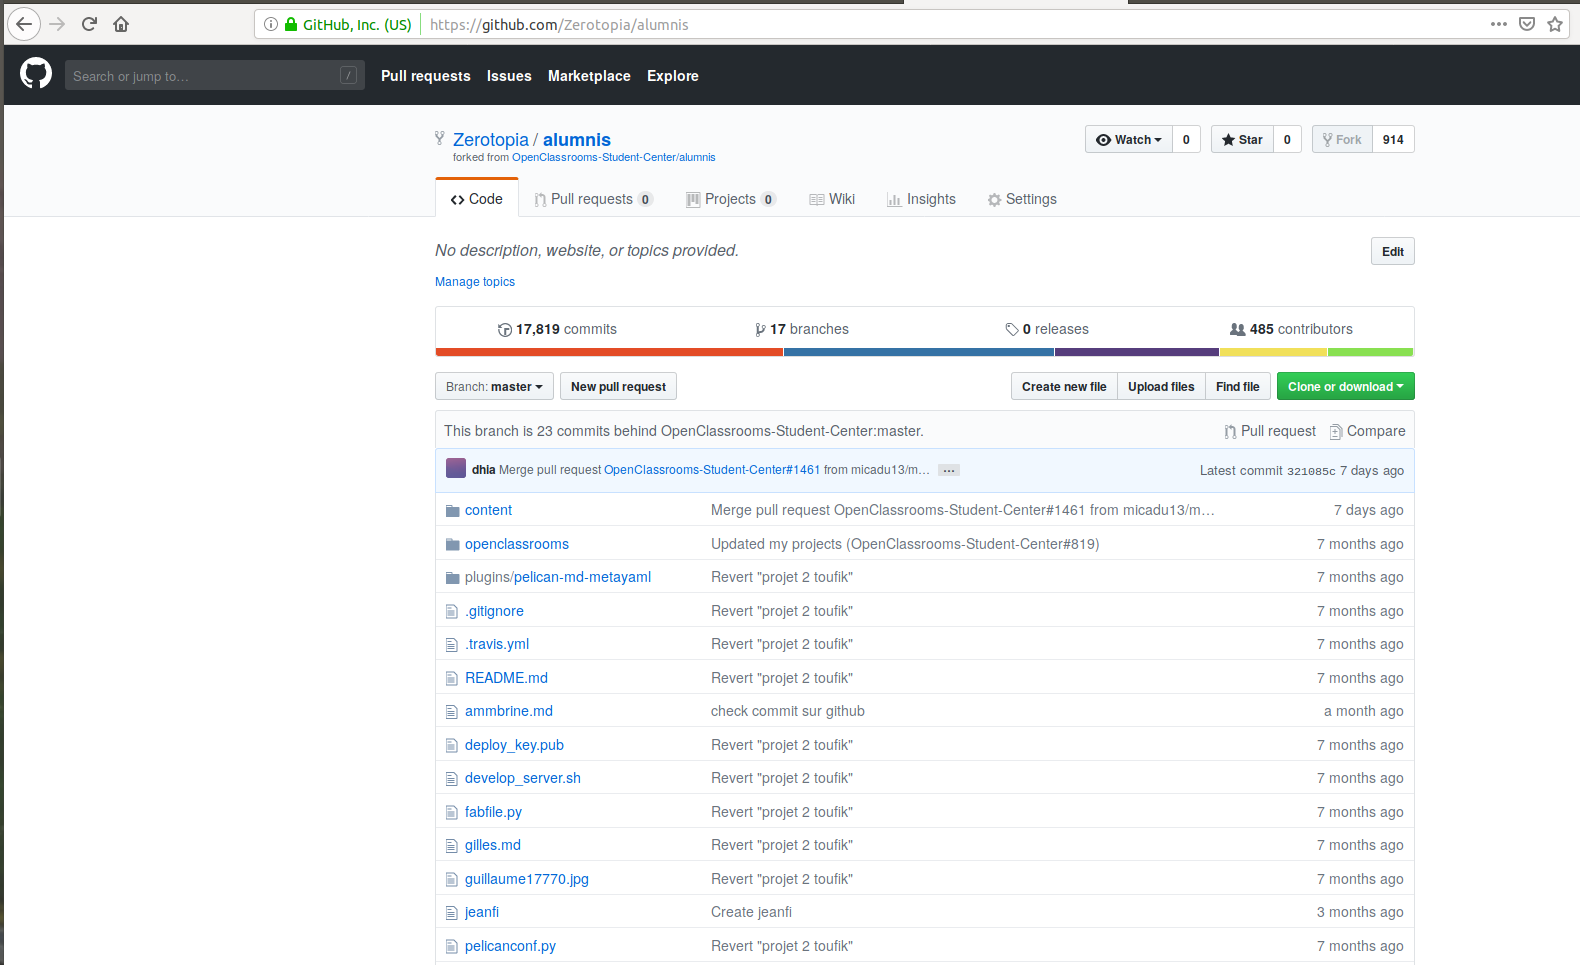 GitHub, Inc. (US) https://github.com/Zerotopia/alumnis
Search or jump to… / Pull requests Issues Marketplace Explore
Zerotopia / alumnis Watch 0 Star 0 Fork 914
forked from OpenClassrooms-Student-Center/alumnis
Code Pull requests 0 Projects 0 Wiki Insights Settings
No description, website, or topics provided. Edit
Manage topics
17,819 commits 17 branches 0 releases 485 contributors
Branch: master New pull request Create new file Upload files Find file Clone or download
This branch is 23 commits behind OpenClassrooms-Student-Center:master. Pull request Compare
dhia Merge pull request OpenClassrooms-Student-Center#1461 from micadu13/m… … Latest commit 321085c 7 days ago
content Merge pull request OpenClassrooms-Student-Center#1461 from micadu13/m… 7 days ago
openclassrooms Updated my projects (OpenClassrooms-Student-Center#819) 7 months ago
plugins/pelican-md-metayaml Revert "projet 2 toufik" 7 months ago
.gitignore Revert "projet 2 toufik" 7 months ago
.travis.yml Revert "projet 2 toufik" 7 months ago
README.md Revert "projet 2 toufik" 7 months ago
ammbrine.md check commit sur github a month ago
deploy_key.pub Revert "projet 2 toufik" 7 months ago
develop_server.sh Revert "projet 2 toufik" 7 months ago
fabfile.py Revert "projet 2 toufik" 7 months ago
gilles.md Revert "projet 2 toufik" 7 months ago
guillaume17770.jpg Revert "projet 2 toufik" 7 months ago
jeanfi Create jeanfi 3 months ago
pelicanconf.py Revert "projet 2 toufik" 7 months ago